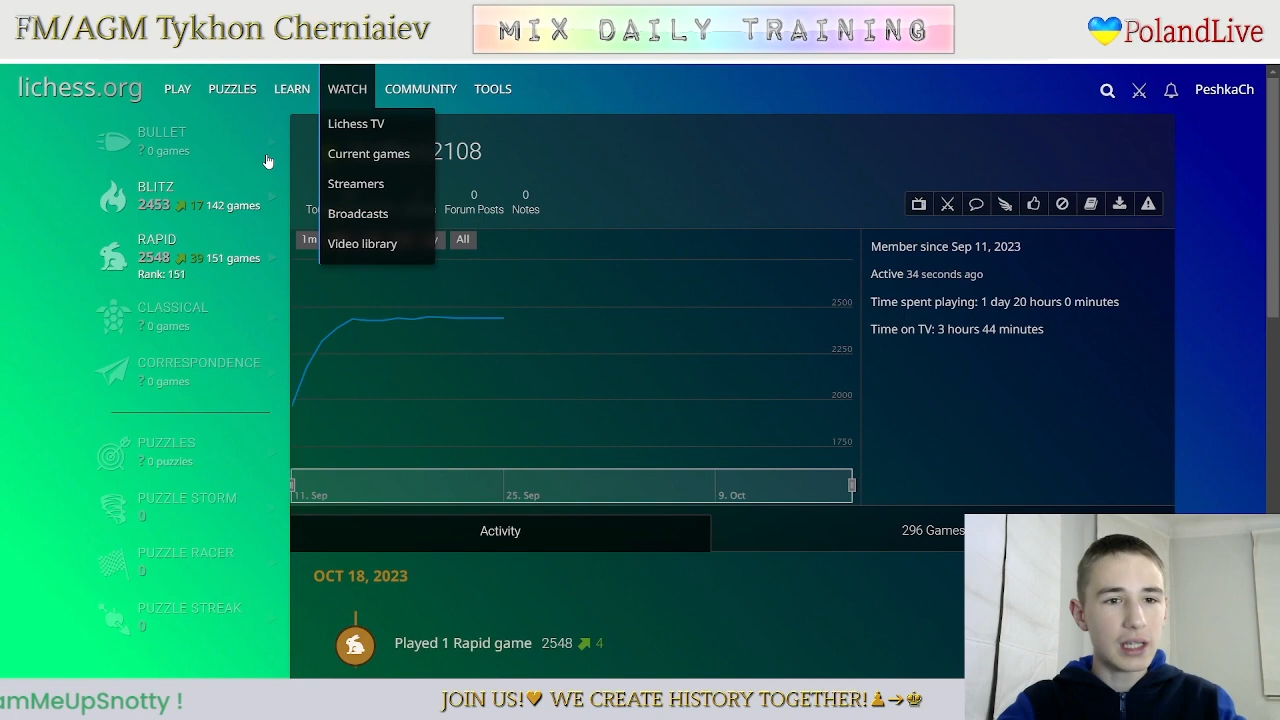 FM/AGM Tykhon Cherniaiev
MIX DAILY TRAINING
PolandLive
lichess.org PLAY PUZZLES LEARN WATCH COMMUNITY TOOLS PeshkaCh
Lichess TV
Current games
Streamers
Broadcasts
Video library
BULLET
? 0 games
BLITZ
2453 17 142 games
RAPID
2548 39 151 games
Rank: 151
CLASSICAL
? 0 games
CORRESPONDENCE
? 0 games
PUZZLES
? 0 puzzles
PUZZLE STORM
0
PUZZLE RACER
0
PUZZLE STREAK
0
2108
0 0
Forum Posts Notes
1m All
2500
2250
2000
1750
11. Sep 25. Sep 9. Oct
Member since Sep 11, 2023
Active 34 seconds ago
Time spent playing: 1 day 20 hours 0 minutes
Time on TV: 3 hours 44 minutes
Activity 296 Games
OCT 18, 2023
Played 1 Rapid game 2548 4
amMeUpSnotty !
JOIN US! WE CREATE HISTORY TOGETHER!